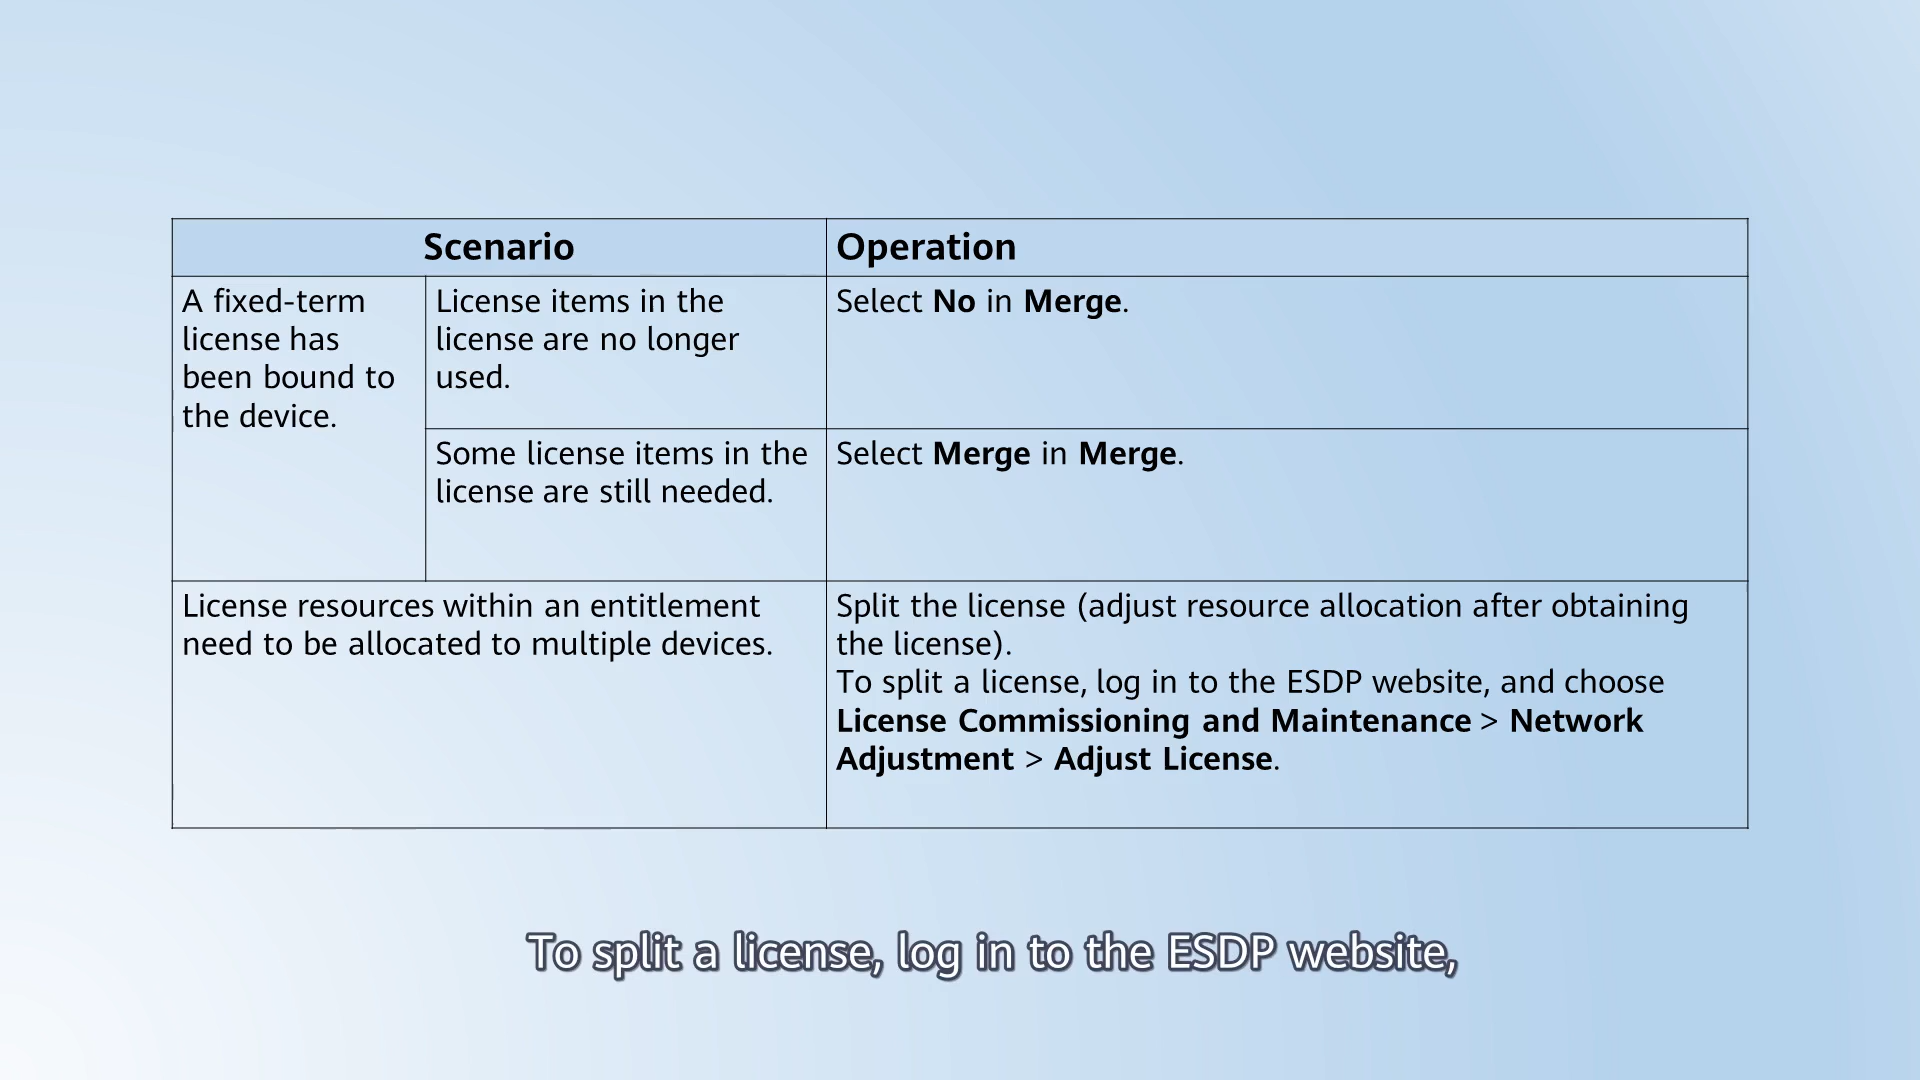 Scenario
Operation
A fixed-term
license has
been bound to
the device.
License items in the
license are no longer
used.
Select No in Merge.
Some license items in the
license are still needed.
Select Merge in Merge.
License resources within an entitlement
need to be allocated to multiple devices.
Split the license (adjust resource allocation after obtaining
the license).
To split a license, log in to the ESDP website, and choose
License Commissioning and Maintenance > Network
Adjustment > Adjust License.
To split a license, log in to the ESDP website,